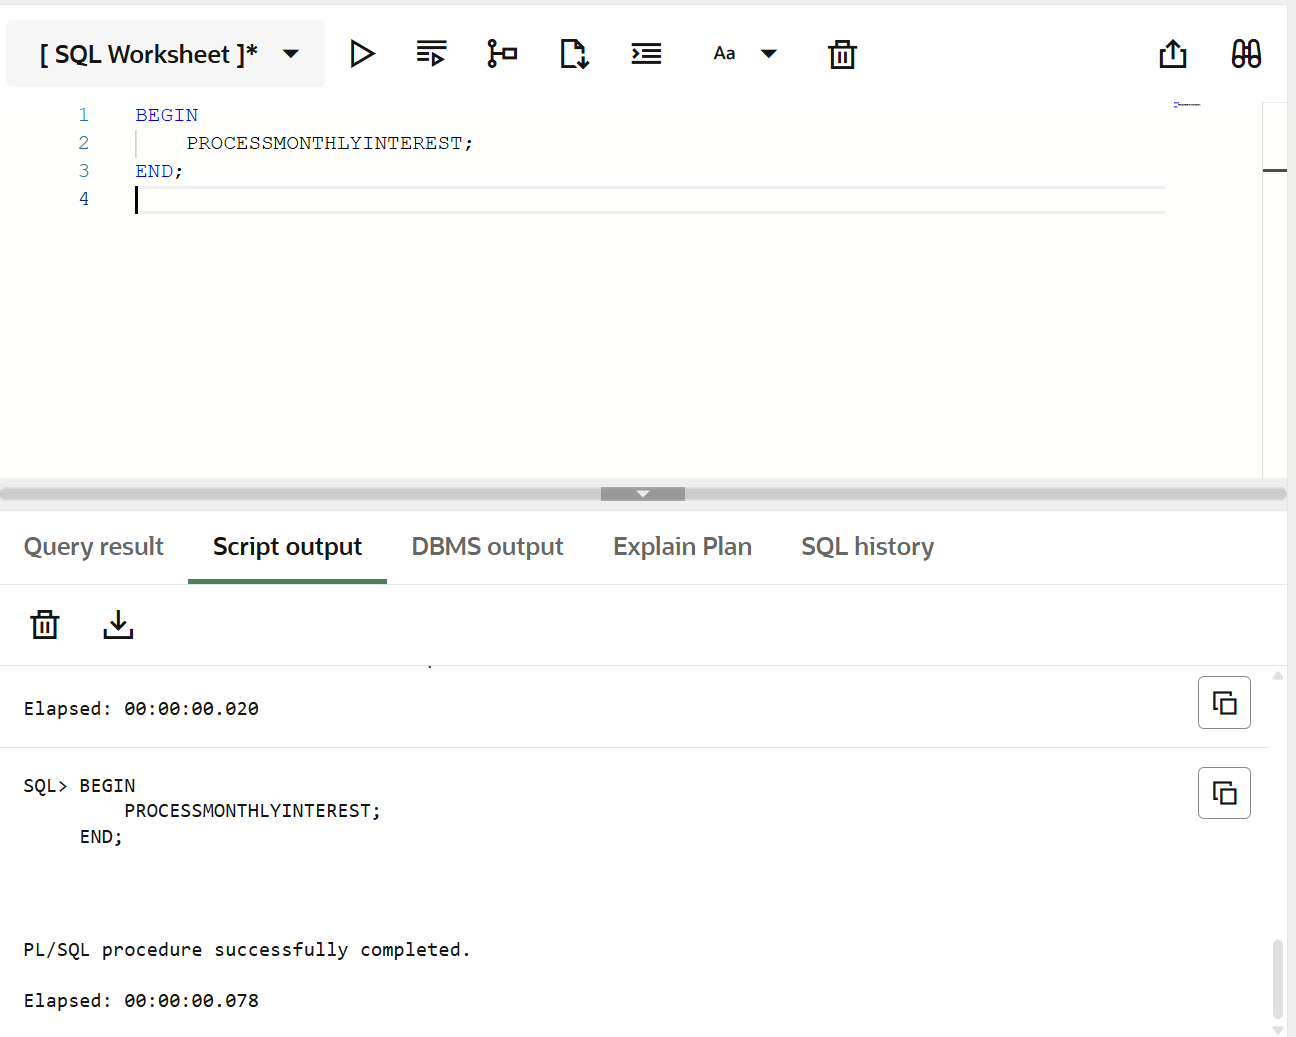 [ SQL Worksheet ]* Aa
1 BEGIN
2 PROCESSMONTHLYINTEREST;
3 END;
4
Query result Script output DBMS output Explain Plan SQL history
Elapsed: 00:00:00.020
SQL> BEGIN
PROCESSMONTHLYINTEREST;
END;
PL/SQL procedure successfully completed.
Elapsed: 00:00:00.078